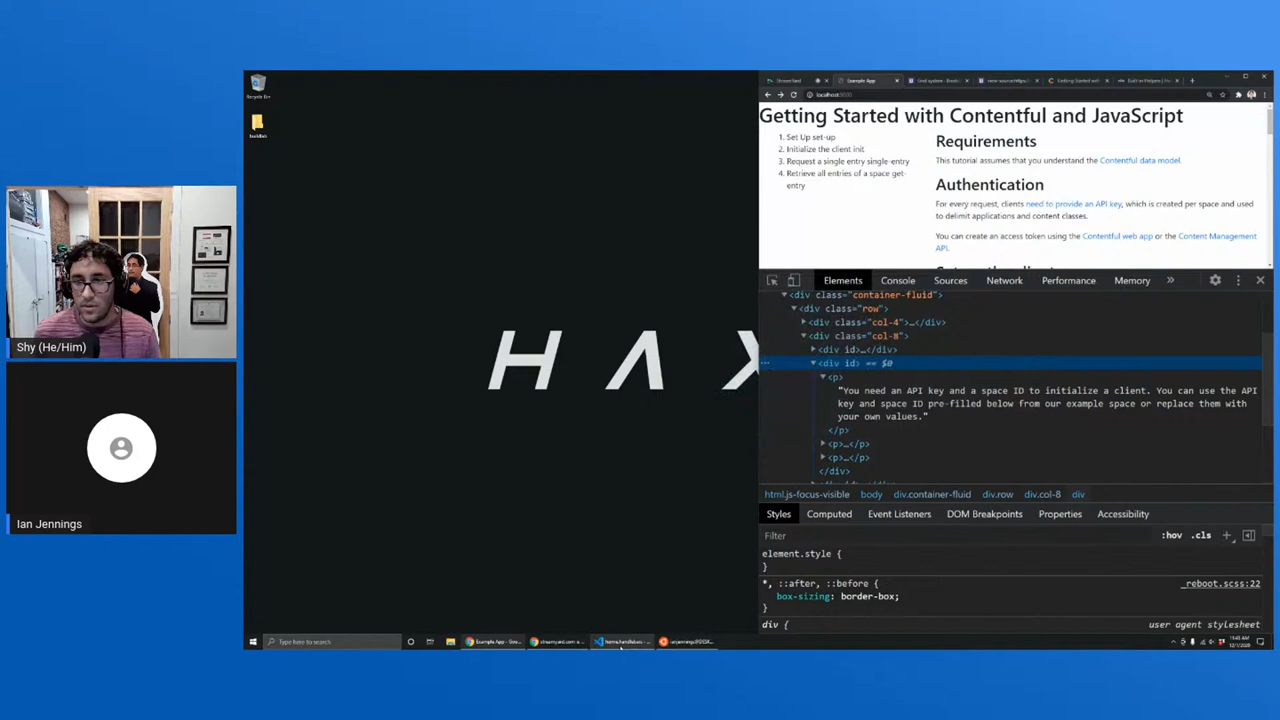 Recycle Bin
Getting Started with Contentful and JavaScript
1. Set Up set-up
2. Initialize the client init
3. Request a single entry single-entry
4. Retrieve all entries of a space get-
entry
Requirements
This tutorial assumes that you understand the Contentful data model.
Authentication
For every request, clients need to provide an API key, which is created per space and used
to delimit applications and content classes.
You can create an access token using the Contentful web app or the Content Management
API.
Example App
localhost:3000
Elements Console Sources Network Performance Memory »
<div class="container-fluid">
<div class="row">
<div class="col-4">…</div>
<div class="col-8">
<div id>…</div>
<div id> == $0
<p>
"You need an API key and a space ID to initialize a client. You can use the API
key and space ID pre-filled below from our example space or replace them with
your own values."
</p>
<p>…</p>
<p>…</p>
</div>
html.js-focus-visible body div.container-fluid div.row div.col-8 div
Styles Computed Event Listeners DOM Breakpoints Properties Accessibility
Filter :hov .cls +
element.style {
}
*, ::after, ::before { _reboot.scss:22
box-sizing: border-box;
}
div { user agent stylesheet
HAX
Shy (He/Him)
Ian Jennings
Type here to search